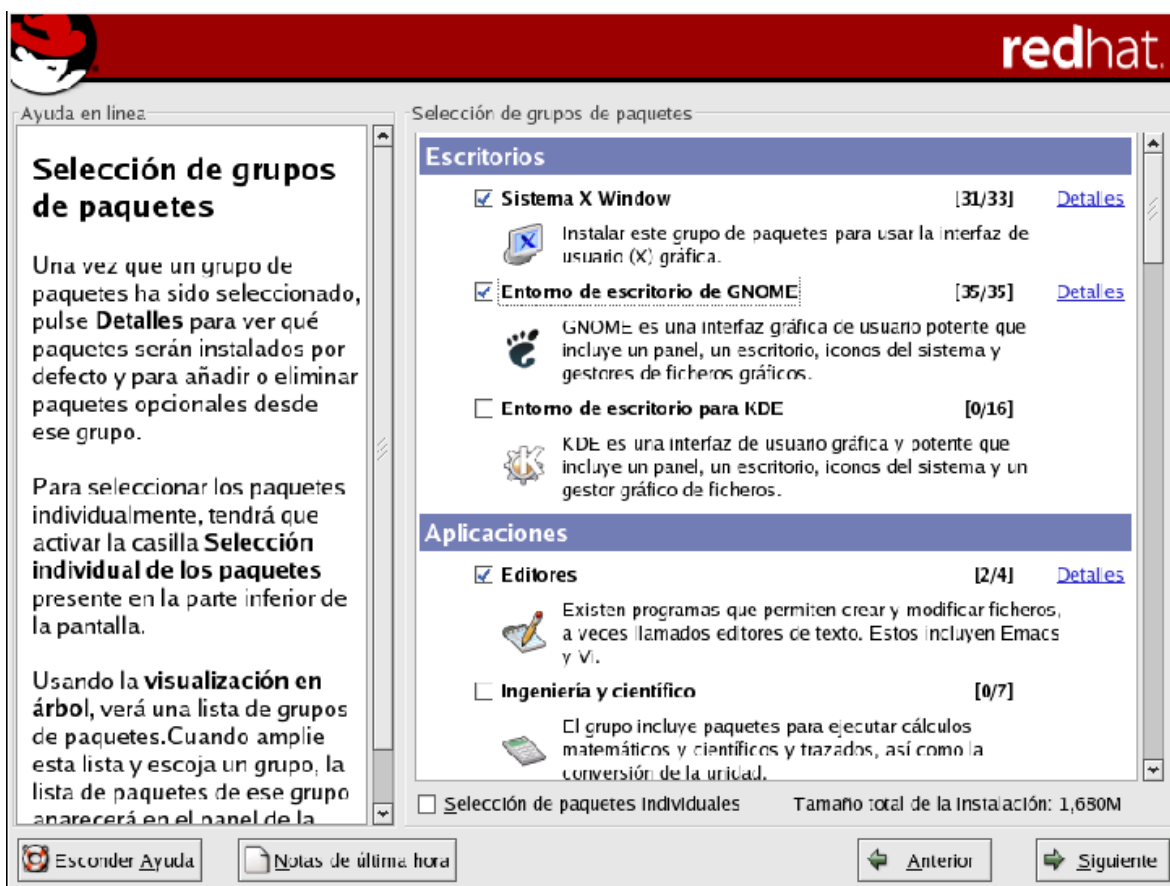 redhat.
Ayuda en línea
Selección de grupos
de paquetes
Una vez que un grupo de
paquetes ha sido seleccionado,
pulse Detalles para ver qué
paquetes serán instalados por
defecto y para añadir o eliminar
paquetes opcionales desde
ese grupo.
Para seleccionar los paquetes
individualmente, tendrá que
activar la casilla Selección
individual de los paquetes
presente en la parte inferior de
la pantalla.
Usando la visualización en
árbol, verá una lista de grupos
de paquetes.Cuando amplie
esta lista y escoja un grupo, la
lista de paquetes de ese grupo
aparecerá en el panel de la
Selección de grupos de paquetes
Escritorios
Sistema X Window [31/33] Detalles
Instalar este grupo de paquetes para usar la interfaz de
usuario (X) gráfica.
Entorno de escritorio de GNOME [35/35] Detalles
GNOME es una interfaz gráfica de usuario potente que
incluye un panel, un escritorio, iconos del sistema y
gestores de ficheros gráficos.
Entorno de escritorio para KDE [0/16]
KDE es una interfaz de usuario gráfica y potente que
incluye un panel, un escritorio, iconos del sistema y un
gestor gráfico de ficheros.
Aplicaciones
Editores [2/4] Detalles
Existen programas que permiten crear y modificar ficheros,
a veces llamados editores de texto. Estos incluyen Emacs
y Vi.
Ingeniería y científico [0/7]
El grupo incluye paquetes para ejecutar cálculos
matemáticos y científicos y trazados, así como la
conversión de la unidad.
Selección de paquetes individuales Tamaño total de la Instalación: 1,680M
Esconder Ayuda Notas de última hora Anterior Siguiente